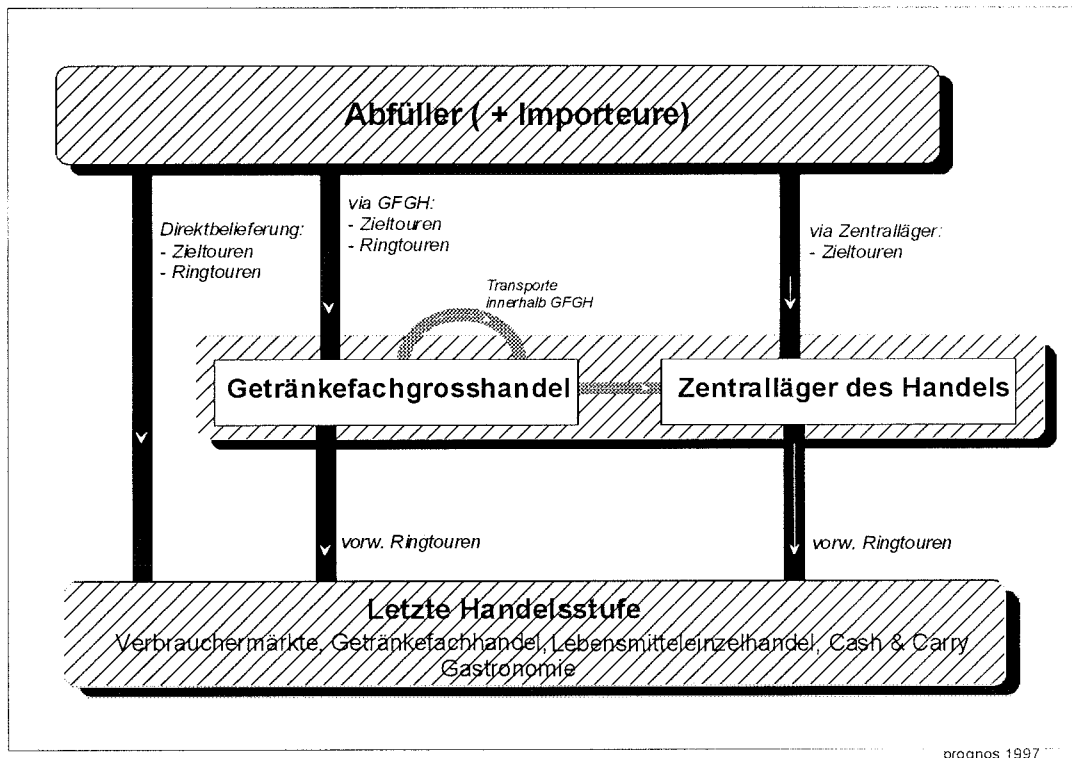 Abfüller ( + Importeure)
Direktbelieferung:
- Zieltouren
- Ringtouren
via GFGH:
- Zieltouren
- Ringtouren
via Zentralläger:
- Zieltouren
Transporte
innerhalb GFGH
Getränkefachgrosshandel
Zentralläger des Handels
vorw. Ringtouren
vorw. Ringtouren
Letzte Handelsstufe
Verbrauchermärkte, Getränkefachhandel, Lebensmitteleinzelhandel, Cash & Carry
Gastronomie
prognos 1997